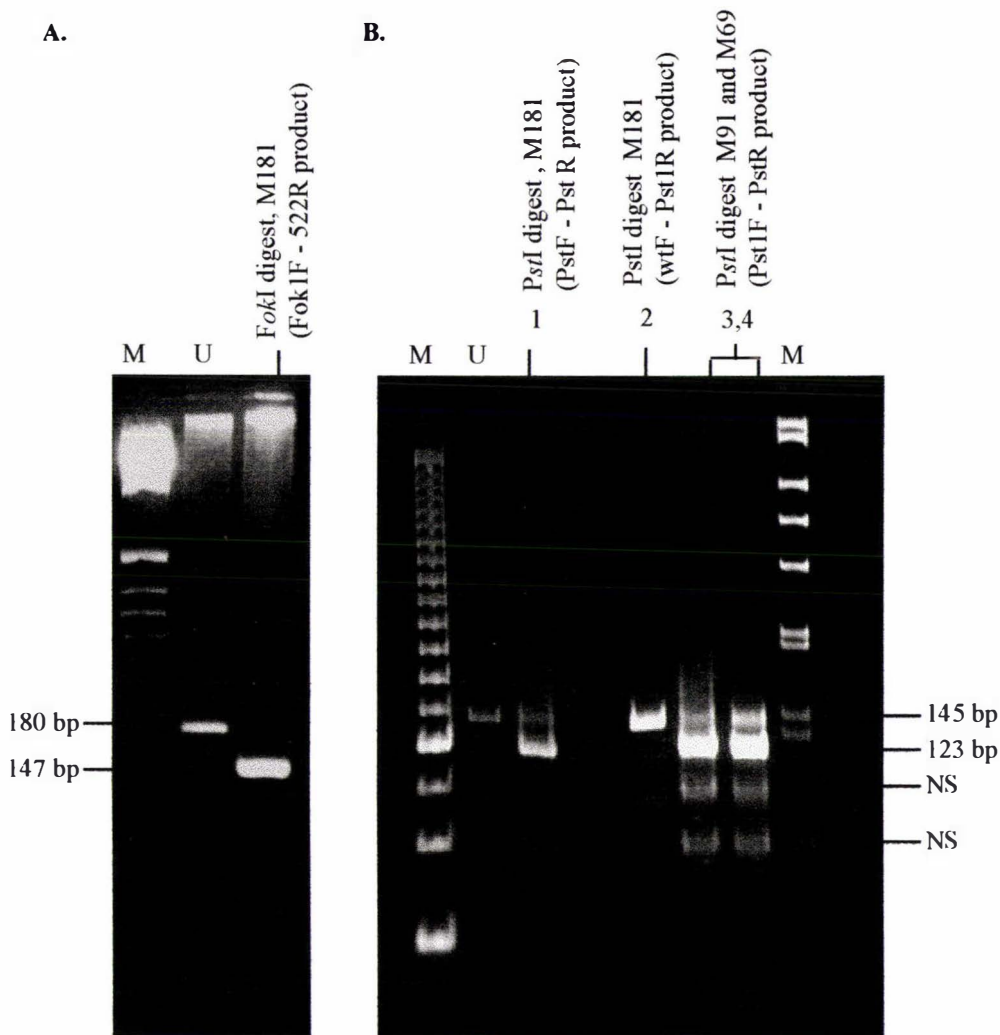 A.
B.
FokI digest, M181
(Fok1F - 522R product)
PstI digest , M181
(PstF - Pst R product)
PstI digest M181
(wtF - Pst1R product)
PstI digest M91 and M69
(Pst1F - PstR product)
1
2
3,4
M
U
M
U
M
180 bp
147 bp
145 bp
123 bp
NS
NS